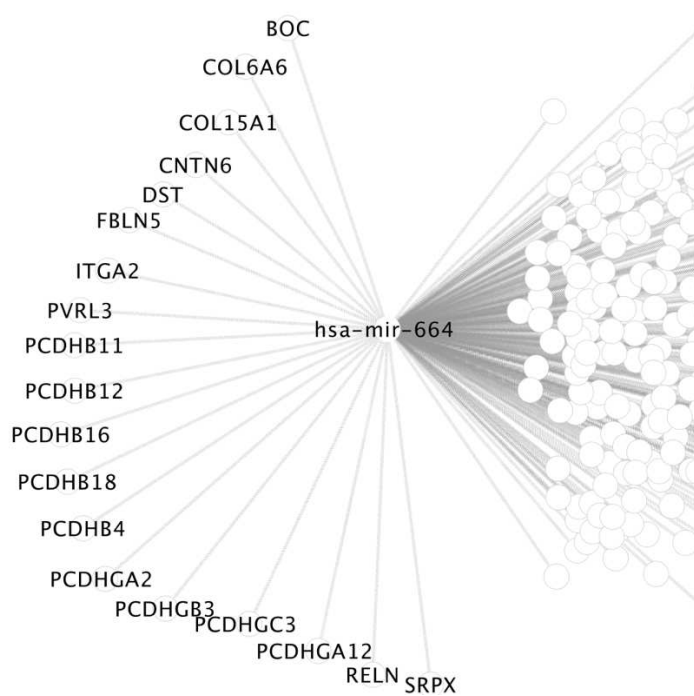 BOC
COL6A6
COL15A1
CNTN6
DST
FBLN5
ITGA2
PVRL3
hsa-mir-664
PCDHB11
PCDHB12
PCDHB16
PCDHB18
PCDHB4
PCDHGA2
PCDHGB3
PCDHGC3
PCDHGA12
RELN
SRPX